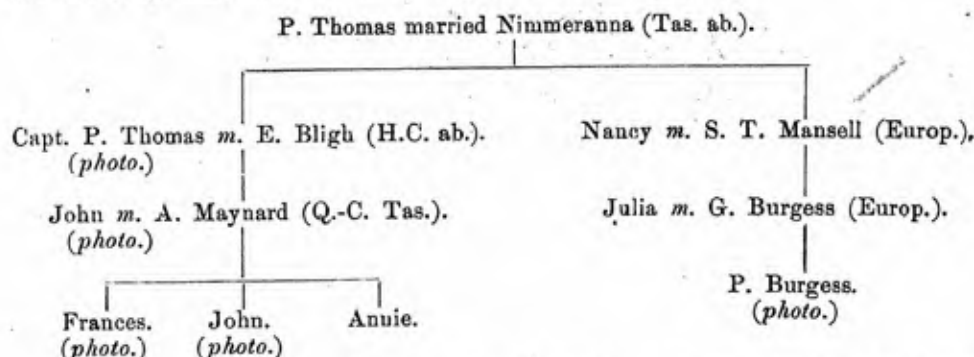 P. Thomas married Nimmeranna (Tas. ab.).
Capt. P. Thomas m. E. Bligh (H.C. ab.).
(photo.)
Nancy m. S. T. Mansell (Europ.).
John m. A. Maynard (Q.-C. Tas.).
(photo.)
Julia m. G. Burgess (Europ.).
P. Burgess.
(photo.)
Frances.
(photo.)
John.
(photo.)
Anuie.